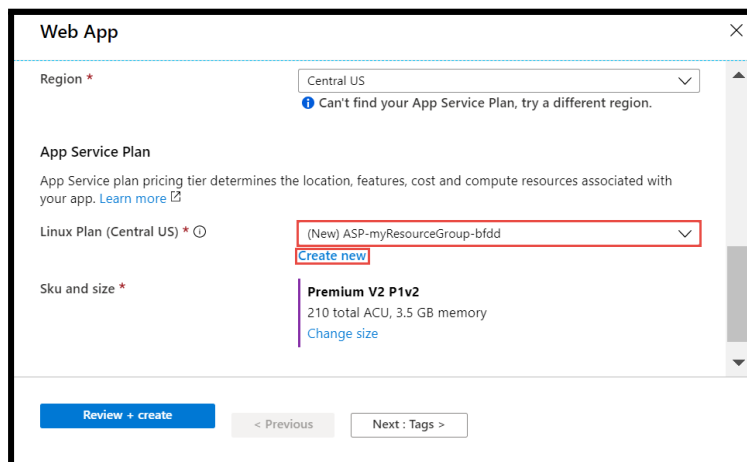 Web App
Region *
Central US
Can't find your App Service Plan, try a different region.
App Service Plan
App Service plan pricing tier determines the location, features, cost and compute resources associated with
your app. Learn more
Linux Plan (Central US) *
(New) ASP-myResourceGroup-bfdd
Create new
Sku and size *
Premium V2 P1v2
210 total ACU, 3.5 GB memory
Change size
Review + create
< Previous
Next : Tags >